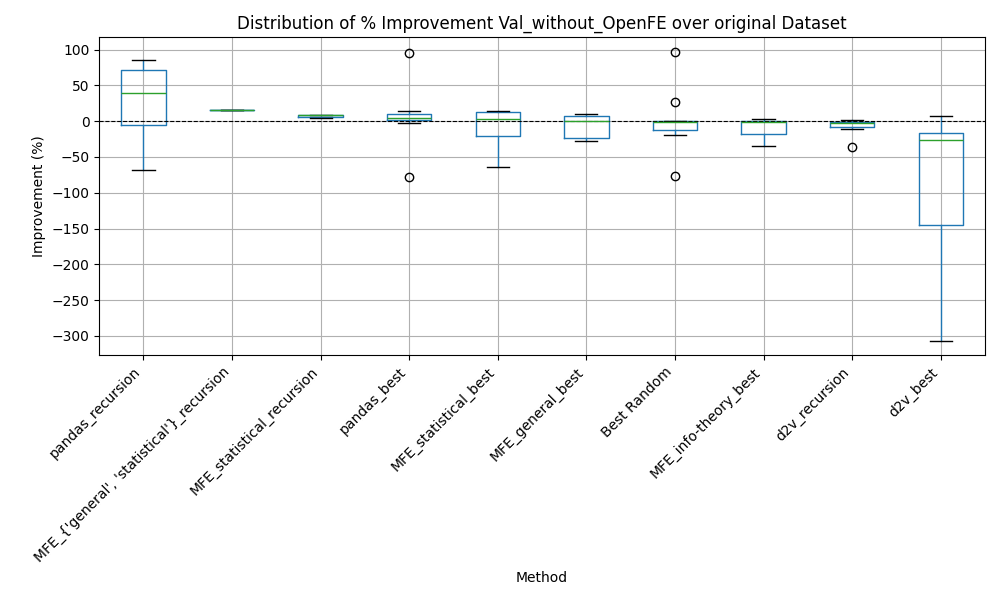 Distribution of % Improvement Val_without_OpenFE over original Dataset
Improvement (%)
100
50
0
−50
−100
−150
−200
−250
−300
pandas_recursion
MFE_{'general', 'statistical'}_recursion
MFE_statistical_recursion
pandas_best
MFE_statistical_best
MFE_general_best
Best Random
MFE_info-theory_best
d2v_recursion
d2v_best
Method